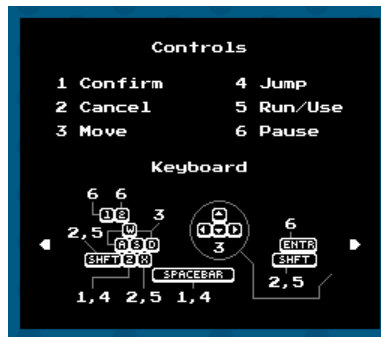 Controls
1 Confirm 4 Jump
2 Cancel 5 Run/Use
3 Move 6 Pause
Keyboard
6 6
1 2 3 6
2,5 W
A S D 3 ENTR
SHFT Z X SHFT
SPACEBAR 2,5
1,4 2,5 1,4